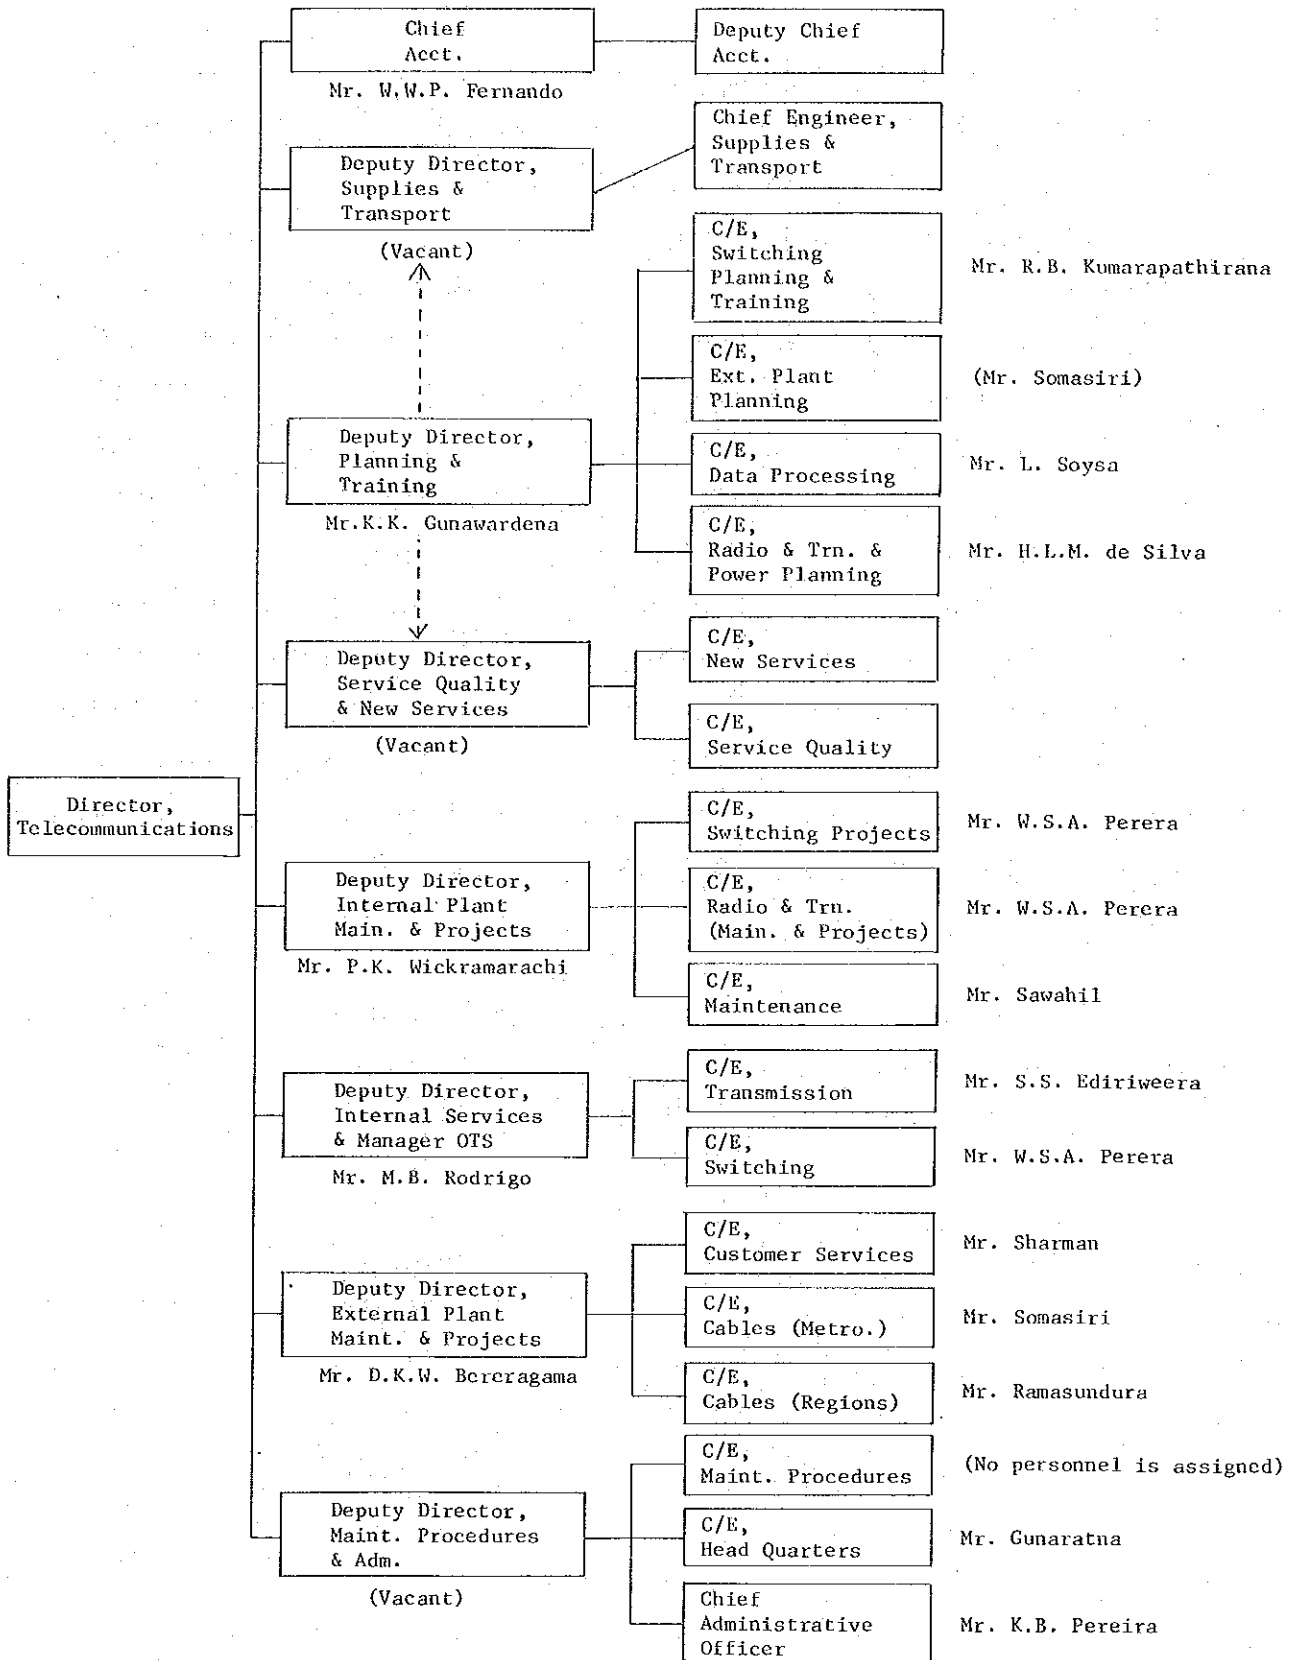 Chief
Acct.
Mr. W.W.P. Fernando
Deputy Chief
Acct.
Deputy Director,
Supplies &
Transport
(Vacant)
Chief Engineer,
Supplies &
Transport
Deputy Director,
Planning &
Training
Mr.K.K. Gunawardena
C/E,
Switching
Planning &
Training
Mr. R.B. Kumarapathirana
C/E,
Ext. Plant
Planning
(Mr. Somasiri)
C/E,
Data Processing
Mr. L. Soysa
C/E,
Radio & Trn. &
Power Planning
Mr. H.L.M. de Silva
Deputy Director,
Service Quality
& New Services
(Vacant)
C/E,
New Services
C/E,
Service Quality
Director,
Telecommunications
Deputy Director,
Internal Plant
Main. & Projects
Mr. P.K. Wickramarachi
C/E,
Switching Projects
Mr. W.S.A. Perera
C/E,
Radio & Trn.
(Main. & Projects)
Mr. W.S.A. Perera
C/E,
Maintenance
Mr. Sawahil
Deputy Director,
Internal Services
& Manager OTS
Mr. M.B. Rodrigo
C/E,
Transmission
Mr. S.S. Ediriweera
C/E,
Switching
Mr. W.S.A. Perera
Deputy Director,
External Plant
Maint. & Projects
Mr. D.K.W. Bereragama
C/E,
Customer Services
Mr. Sharman
C/E,
Cables (Metro.)
Mr. Somasiri
C/E,
Cables (Regions)
Mr. Ramasundura
Deputy Director,
Maint. Procedures
& Adm.
(Vacant)
C/E,
Maint. Procedures
(No personnel is assigned)
C/E,
Head Quarters
Mr. Gunaratna
Chief
Administrative
Officer
Mr. K.B. Pereira